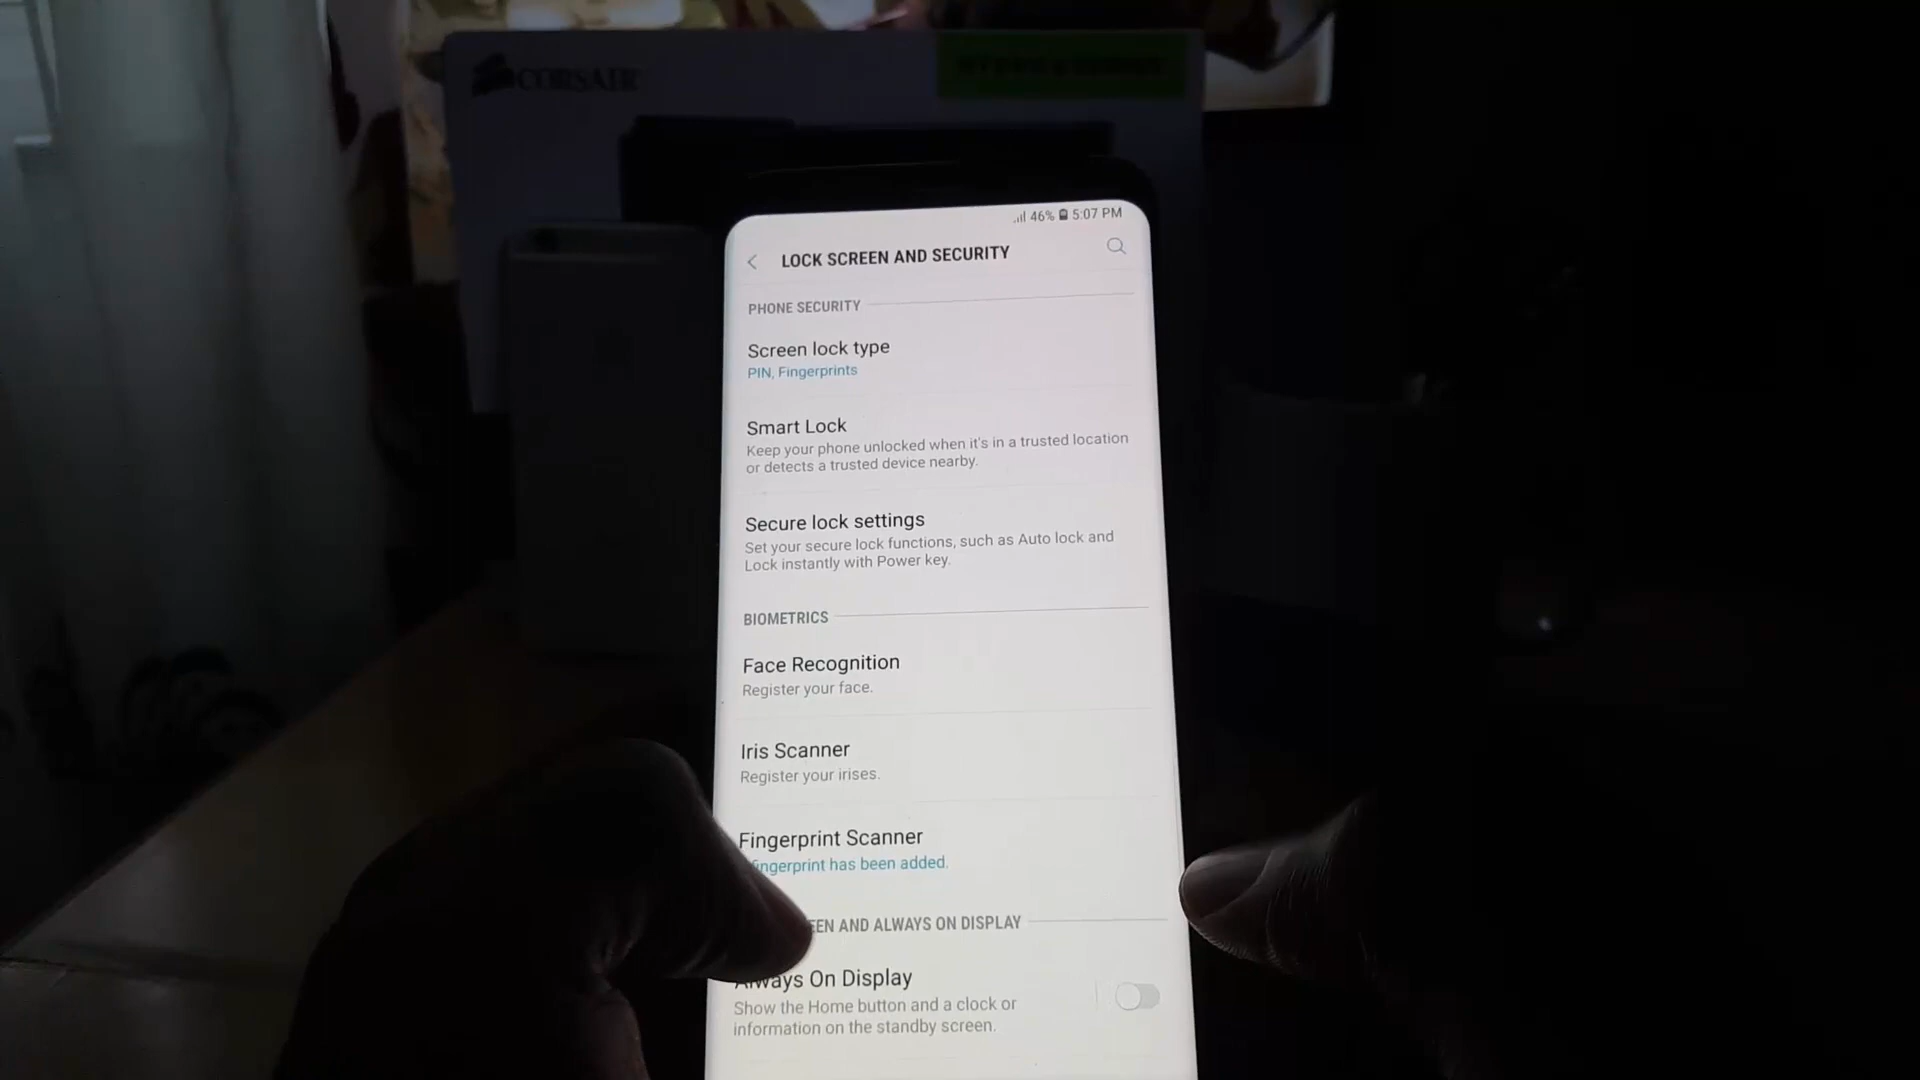 CORSAIR
46% 5:07 PM
LOCK SCREEN AND SECURITY
PHONE SECURITY
Screen lock type
PIN, Fingerprints
Smart Lock
Keep your phone unlocked when it's in a trusted location
or detects a trusted device nearby.
Secure lock settings
Set your secure lock functions, such as Auto lock and
Lock instantly with Power key.
BIOMETRICS
Face Recognition
Register your face.
Iris Scanner
Register your irises.
Fingerprint Scanner
fingerprint has been added.
EEN AND ALWAYS ON DISPLAY
Always On Display
Show the Home button and a clock or
information on the standby screen.